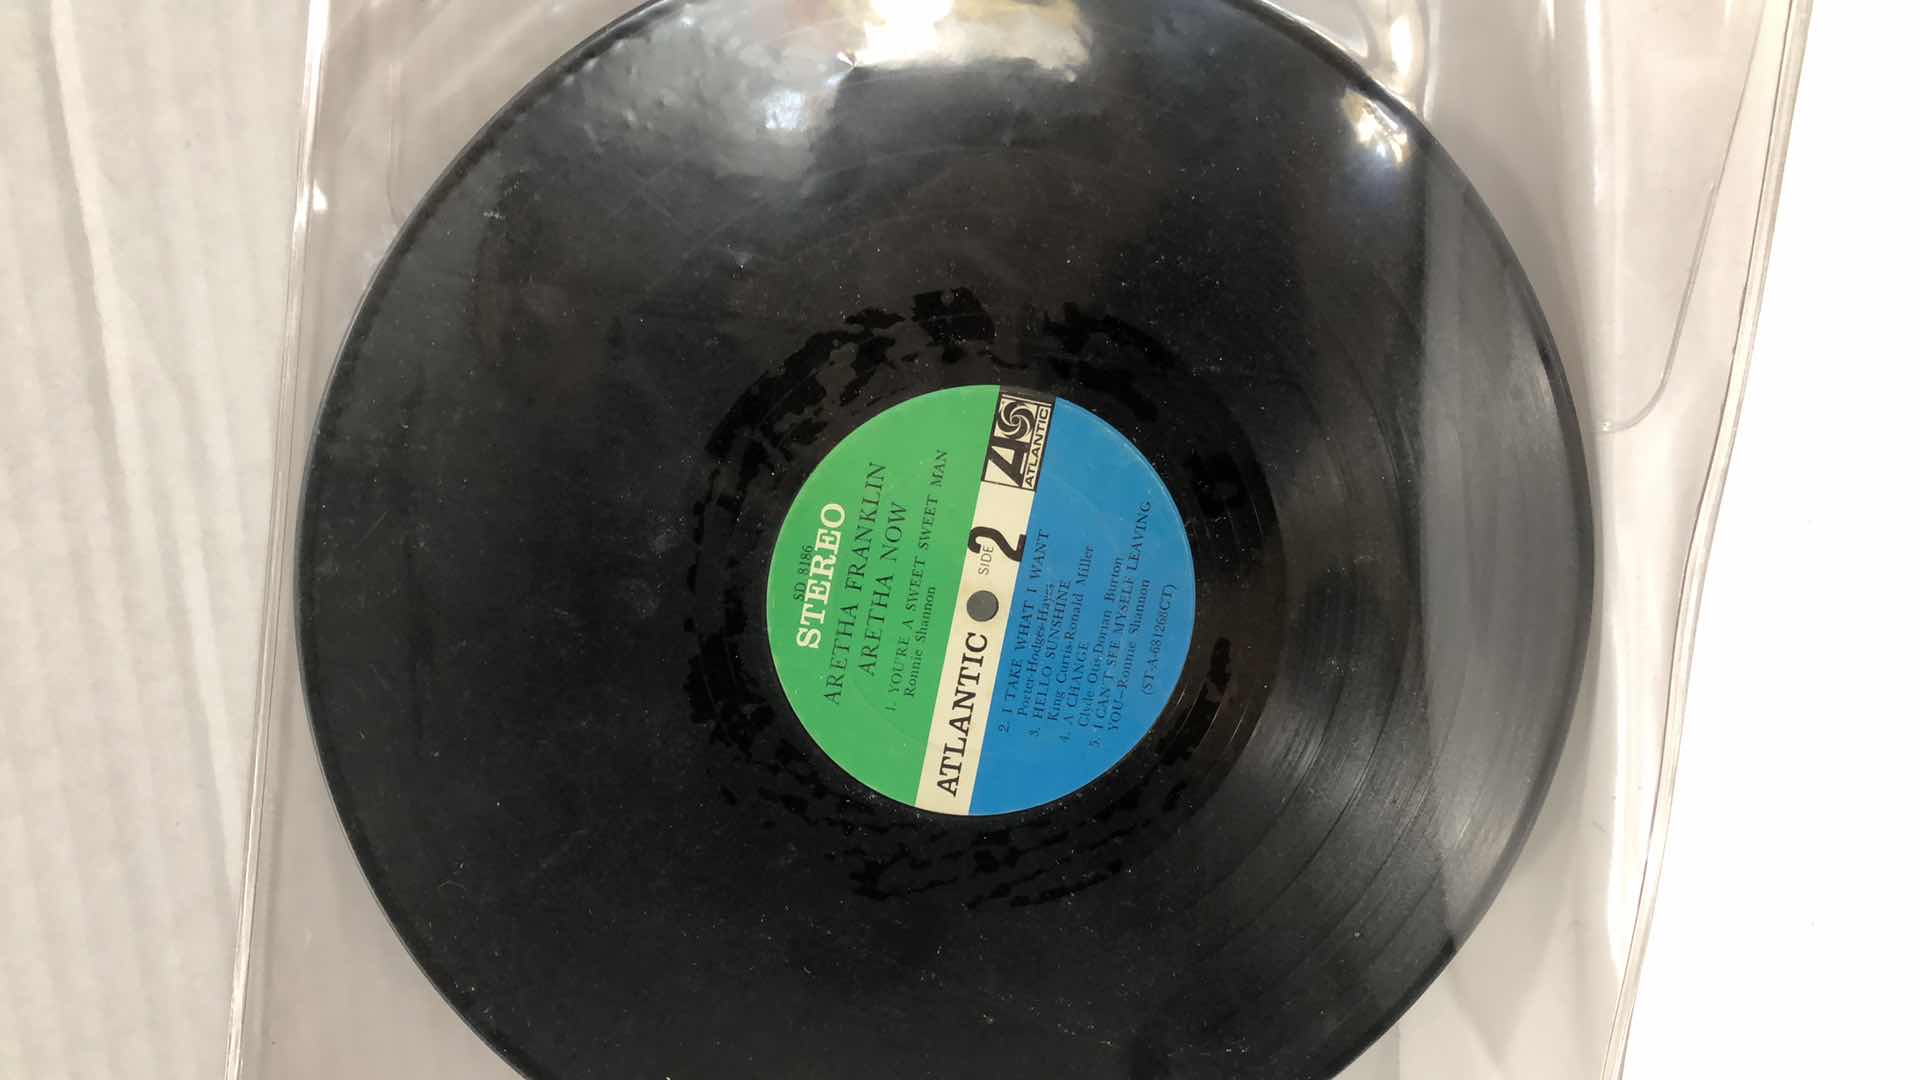 SD 8186
STEREO
ARETHA FRANKLIN
ARETHA NOW
1. YOU'RE A SWEET SWEET MAN
Ronnie Shannon
ATLANTIC
SIDE
2
ATLANTIC
2. I TAKE WHAT I WANT
Porter-Hodges-Hayes
3. HELLO SUNSHINE
King Curtis-Ronald Miller
4. A CHANGE
Clyde Otis-Dorian Burton
5. I CAN'T SEE MYSELF LEAVING
YOU-Ronnie Shannon
(ST-A-681268CT)